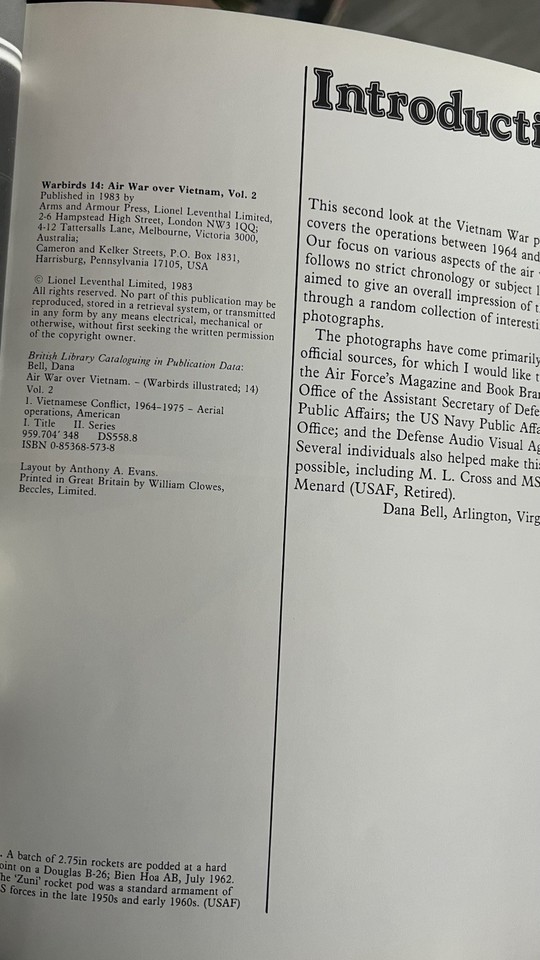 Warbirds 14: Air War over Vietnam, Vol. 2
Published in 1983 by
Arms and Armour Press, Lionel Leventhal Limited,
2-6 Hampstead High Street, London NW3 1QQ;
4-12 Tattersalls Lane, Melbourne, Victoria 3000,
Australia;
Cameron and Kelker Streets, P.O. Box 1831,
Harrisburg, Pennsylvania 17105, USA
© Lionel Leventhal Limited, 1983
All rights reserved. No part of this publication may be
reproduced, stored in a retrieval system, or transmitted
in any form by any means electrical, mechanical or
otherwise, without first seeking the written permission
of the copyright owner.
British Library Cataloguing in Publication Data:
Bell, Dana
Air War over Vietnam. – (Warbirds illustrated; 14)
Vol. 2
1. Vietnamese Conflict, 1964–1975 – Aerial
operations, American
I. Title II. Series
959.704'348 DS558.8
ISBN 0-85368-573-8
Layout by Anthony A. Evans.
Printed in Great Britain by William Clowes,
Beccles, Limited.
. A batch of 2.75in rockets are podded at a hard
oint on a Douglas B-26; Bien Hoa AB, July 1962.
he 'Zuni' rocket pod was a standard armament of
S forces in the late 1950s and early 1960s. (USAF)
Introducti
This second look at the Vietnam War p
covers the operations between 1964 and
Our focus on various aspects of the air
follows no strict chronology or subject l
aimed to give an overall impression of t
through a random collection of interesti
photographs.
The photographs have come primarily
official sources, for which I would like t
the Air Force's Magazine and Book Bra
Office of the Assistant Secretary of Defe
Public Affairs; the US Navy Public Affa
Office; and the Defense Audio Visual Ag
Several individuals also helped make this
possible, including M. L. Cross and MS
Menard (USAF, Retired).
Dana Bell, Arlington, Virg